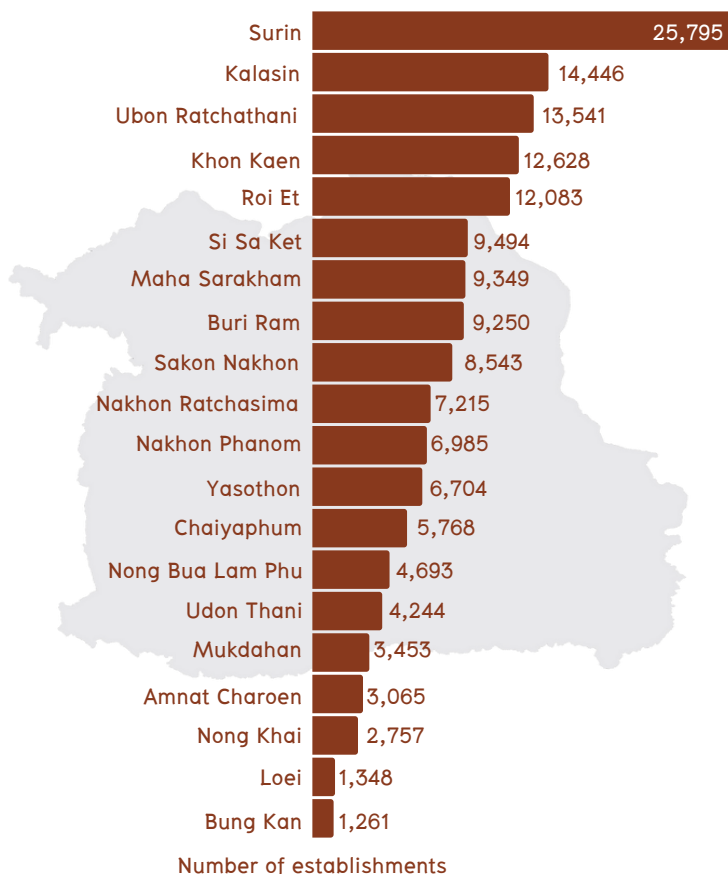 Surin 25,795
Kalasin 14,446
Ubon Ratchathani 13,541
Khon Kaen 12,628
Roi Et 12,083
Si Sa Ket 9,494
Maha Sarakham 9,349
Buri Ram 9,250
Sakon Nakhon 8,543
Nakhon Ratchasima 7,215
Nakhon Phanom 6,985
Yasothon 6,704
Chaiyaphum 5,768
Nong Bua Lam Phu 4,693
Udon Thani 4,244
Mukdahan 3,453
Amnat Charoen 3,065
Nong Khai 2,757
Loei 1,348
Bung Kan 1,261
Number of establishments